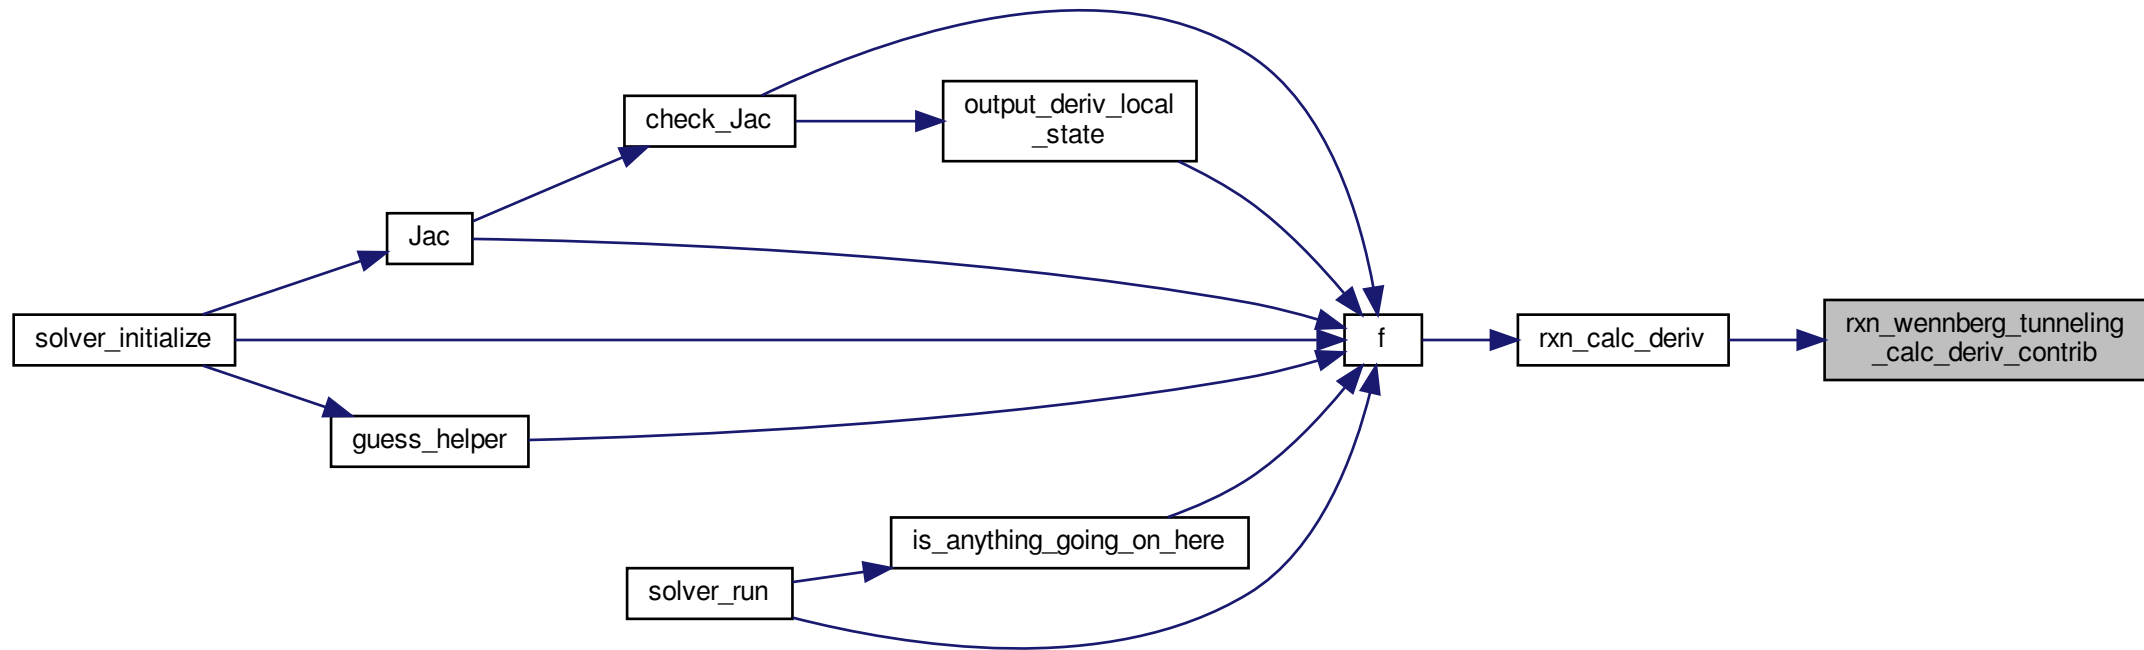 check_Jac
output_deriv_local
_state
Jac
solver_initialize
f
rxn_calc_deriv
rxn_wennberg_tunneling
_calc_deriv_contrib
guess_helper
is_anything_going_on_here
solver_run